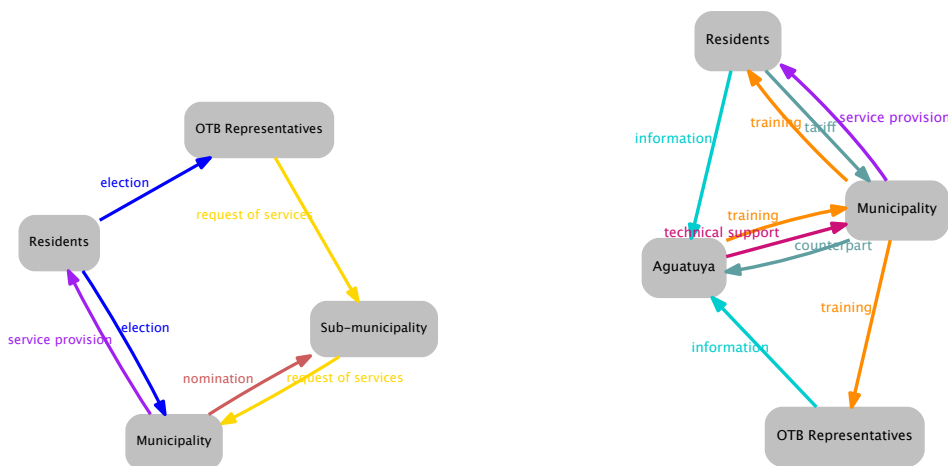 OTB Representatives
election
request of services
Residents
Sub-municipality
service provision
election
nomination
request of services
Municipality
Residents
service provision
training
tariff
information
Municipality
training
technical support
counterpart
Aguatuya
training
information
OTB Representatives